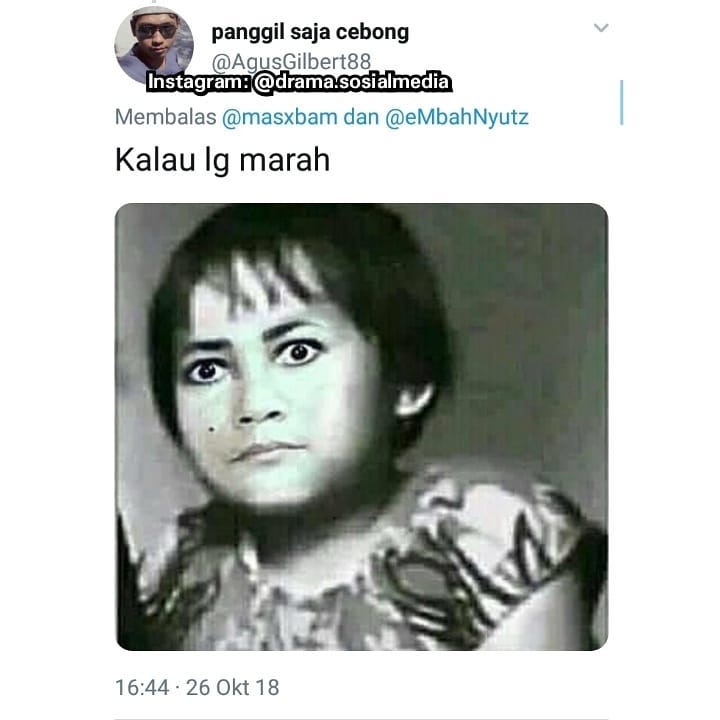 panggil saja cebong
@AgusGilbert88
Instagram: @drama.sosialmedia
Membalas @masxbam dan @eMbahNyutz
Kalau lg marah
16:44 · 26 Okt 18